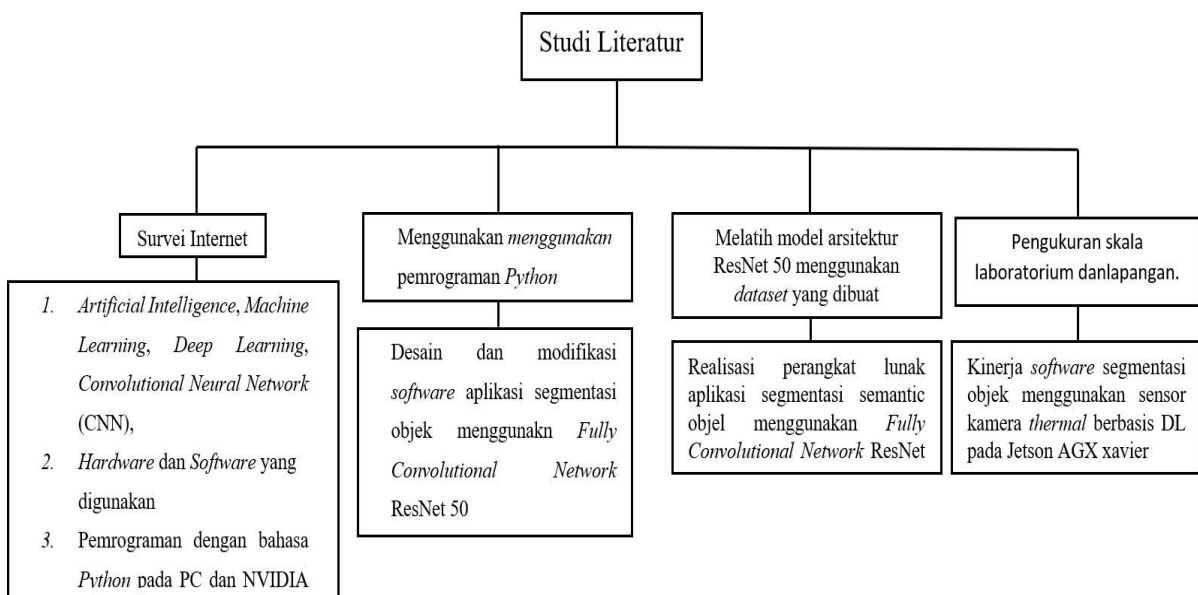 Studi Literatur
Survei Internet
1. Artificial Intelligence, Machine
Learning, Deep Learning,
Convolutional Neural Network
(CNN),
2. Hardware dan Software yang
digunakan
3. Pemrograman dengan bahasa
Python pada PC dan NVIDIA
Menggunakan menggunakan
pemrograman Python
Desain dan modifikasi
software aplikasi segmentasi
objek menggunakn Fully
Convolutional Network
ResNet 50
Melatih model arsitektur
ResNet 50 menggunakan
dataset yang dibuat
Realisasi perangkat lunak
aplikasi segmentasi semantic
objel menggunakan Fully
Convolutional Network ResNet
Pengukuran skala
laboratorium danlapangan.
Kinerja software segmentasi
objek menggunakan sensor
kamera thermal berbasis DL
pada Jetson AGX xavier